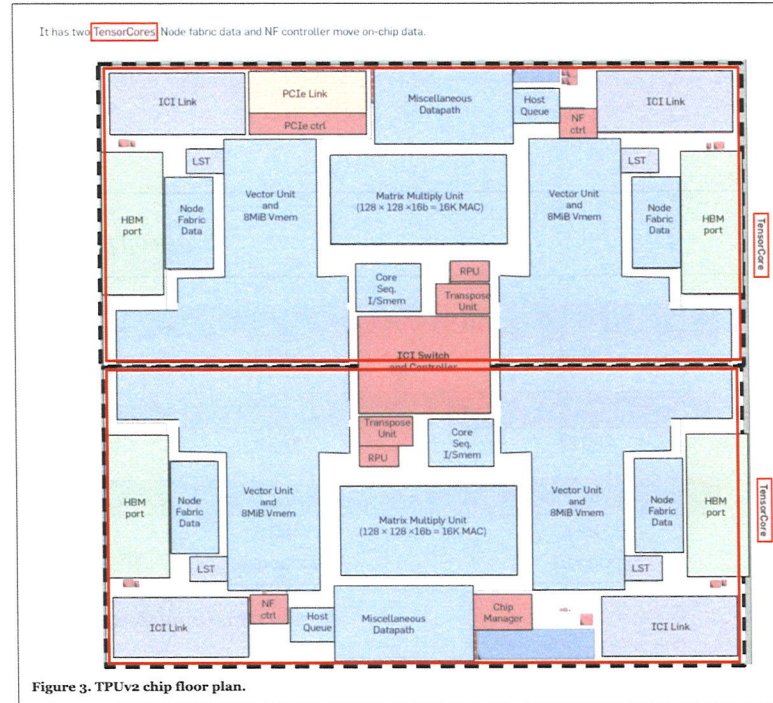 It has two TensorCores. Node fabric data and NF controller move on-chip data.
ICI Link
PCIe Link
PCIe ctrl
Miscellaneous
Datapath
Host
Queue
NF
ctrl
ICI Link
LST
LST
HBM
port
Node
Fabric
Data
Vector Unit
and
8MiB Vmem
Matrix Multiply Unit
(128 × 128 ×16b = 16K MAC)
Vector Unit
and
8MiB Vmem
Node
Fabric
Data
HBM
port
TensorCore
Core
Seq.
I/Smem
RPU
Transpose
Unit
ICI Switch
and Controller
Transpose
Unit
RPU
Core
Seq.
I/Smem
HBM
port
Node
Fabric
Data
Vector Unit
and
8MiB Vmem
Matrix Multiply Unit
(128 × 128 ×16b = 16K MAC)
Vector Unit
and
8MiB Vmem
Node
Fabric
Data
HBM
port
TensorCore
LST
LST
ICI Link
NF
ctrl
Host
Queue
Miscellaneous
Datapath
Chip
Manager
ICI Link
Figure 3. TPUv2 chip floor plan.